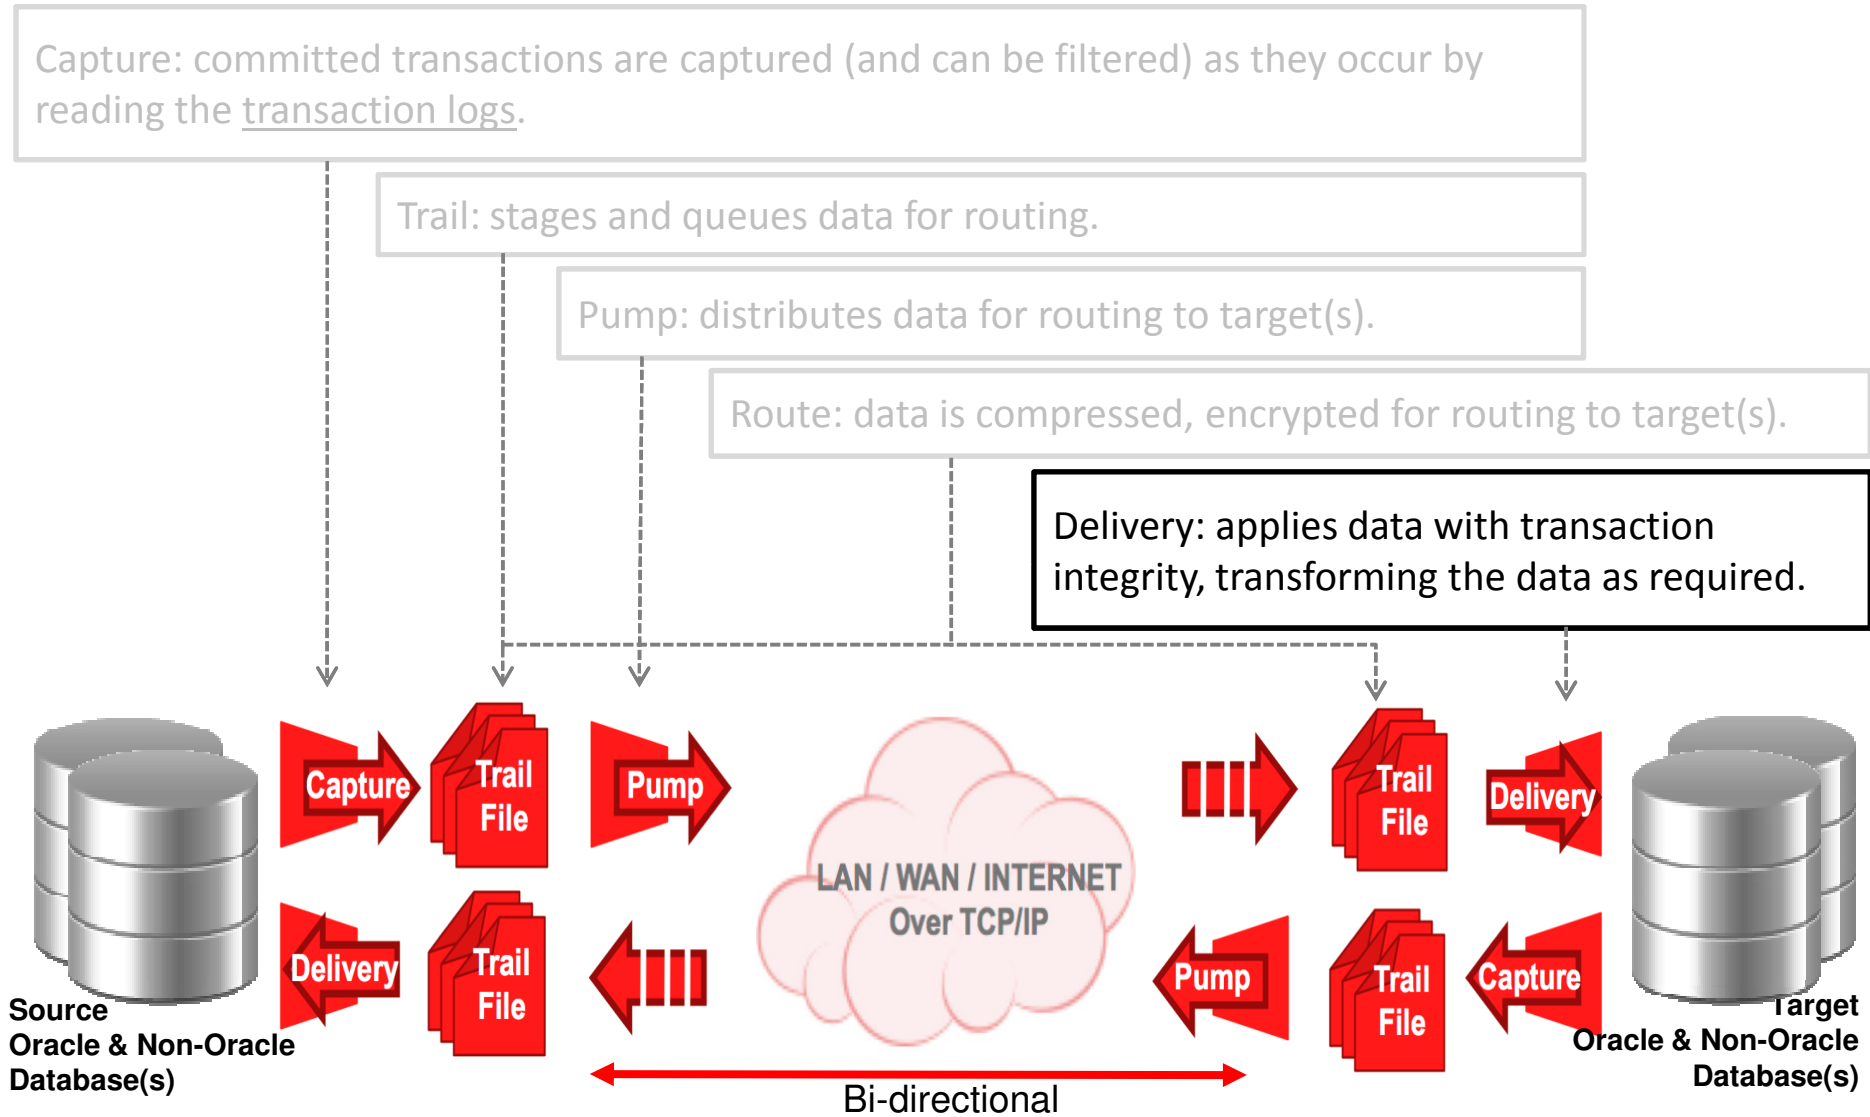 Capture: committed transactions are captured (and can be filtered) as they occur by
reading the transaction logs.
Trail: stages and queues data for routing.
Pump: distributes data for routing to target(s).
Route: data is compressed, encrypted for routing to target(s).
Delivery: applies data with transaction
integrity, transforming the data as required.
Capture
Trail
File
Pump
LAN / WAN / INTERNET
Over TCP/IP
Trail
File
Delivery
Delivery
Trail
File
Pump
Trail
File
Capture
Source
Oracle & Non-Oracle
Database(s)
Target
Oracle & Non-Oracle
Database(s)
Bi-directional